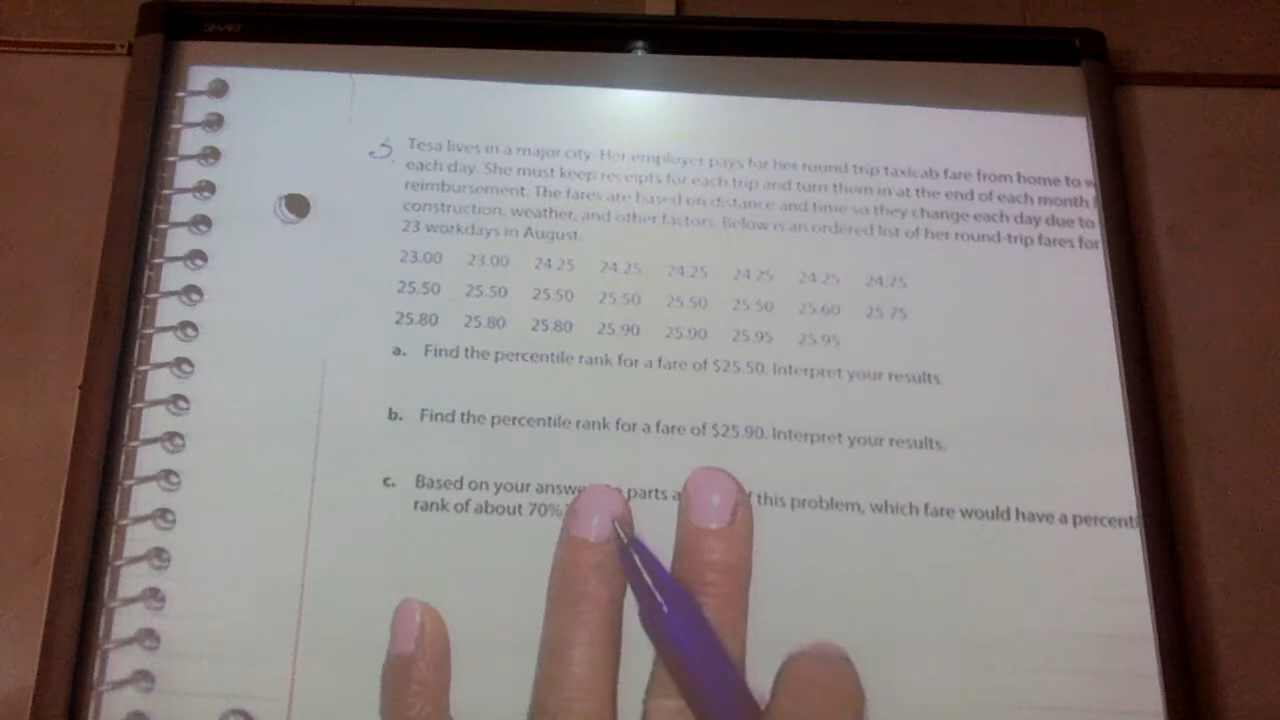 SMART
5. Tesa lives in a major city. Her employer pays for her round trip taxicab fare from home to w
each day. She must keep receipts for each trip and turn them in at the end of each month
reimbursement. The fares are based on distance and time so they change each day due to
construction, weather, and other factors. Below is an ordered list of her round-trip fares for
23 workdays in August.
23.00 23.00 24.25 24.25 24.25 24.25 24.25 24.75
25.50 25.50 25.50 25.50 25.50 25.50 25.60 25.75
25.80 25.80 25.80 25.90 25.90 25.95 25.95
a. Find the percentile rank for a fare of $25.50. Interpret your results.
b. Find the percentile rank for a fare of $25.90. Interpret your results.
c. Based on your answe parts a f this problem, which fare would have a percenti
rank of about 70%